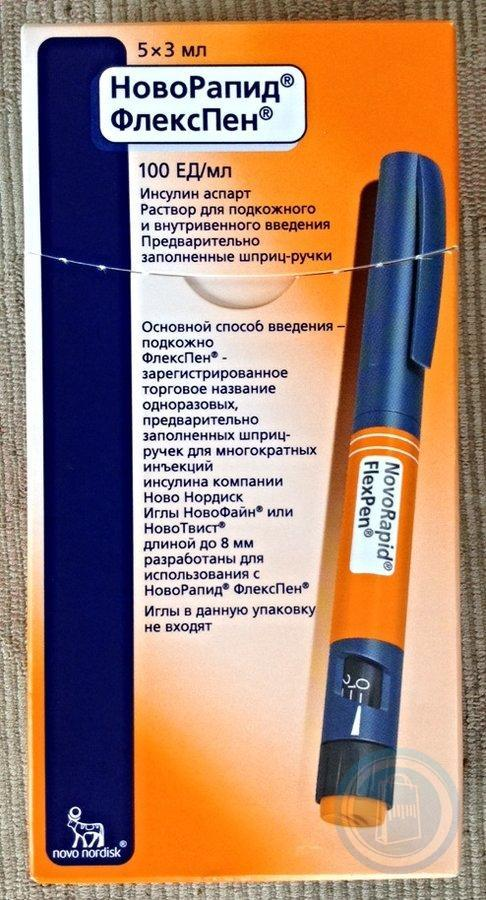 5×3 мл
НовоРапид®
ФлексПен®
100 ЕД/мл
Инсулин аспарт
Раствор для подкожного
и внутривенного введения
Предварительно
заполненные шприц-ручки
Основной способ введения –
подкожно
ФлексПен® -
зарегистрированное
торговое название
одноразовых,
предварительно
заполненных шприц-
ручек для многократных
инъекций
инсулина компании
Ново Нордиск
Иглы НовоФайн® или
НовоТвист®
длиной до 8 мм
разработаны для
использования с
НовоРапид® ФлексПен®
Иглы в данную упаковку
не входят
NovoRapid®
FlexPen®
2 0
novo nordisk®